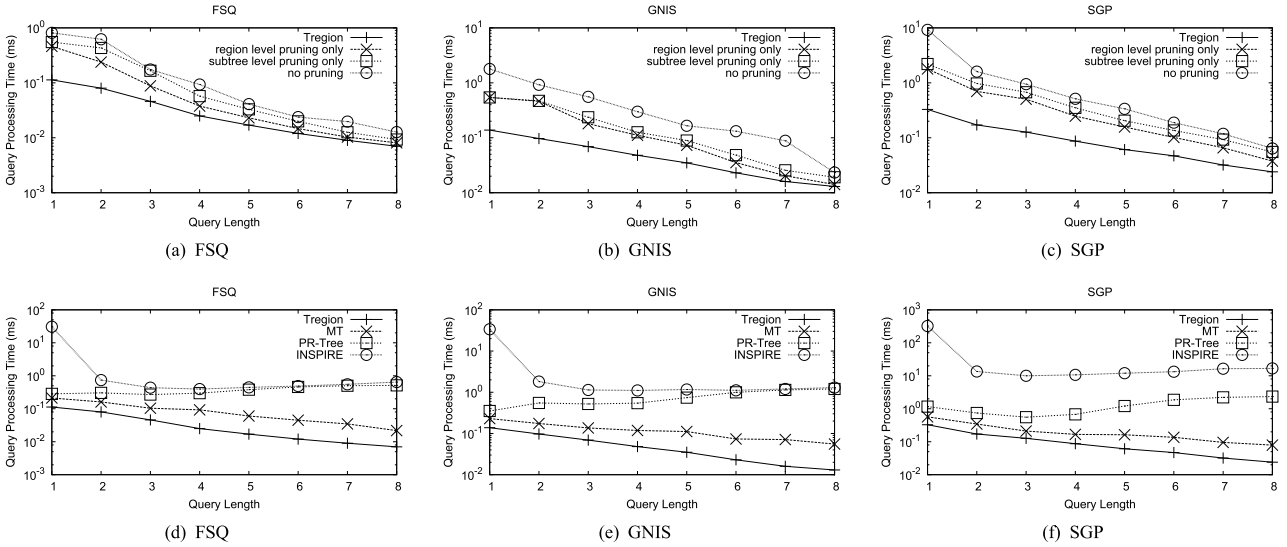 FSQ
Query Processing Time (ms)
10^0
10^-1
10^-2
10^-3
Tregion
region level pruning only
subtree level pruning only
no pruning
1 2 3 4 5 6 7 8
Query Length
(a) FSQ
GNIS
Query Processing Time (ms)
10^1
10^0
10^-1
10^-2
Tregion
region level pruning only
subtree level pruning only
no pruning
1 2 3 4 5 6 7 8
Query Length
(b) GNIS
SGP
Query Processing Time (ms)
10^1
10^0
10^-1
10^-2
Tregion
region level pruning only
subtree level pruning only
no pruning
1 2 3 4 5 6 7 8
Query Length
(c) SGP
FSQ
Query Processing Time (ms)
10^2
10^1
10^0
10^-1
10^-2
10^-3
Tregion
MT
PR-Tree
INSPIRE
1 2 3 4 5 6 7 8
Query Length
(d) FSQ
GNIS
Query Processing Time (ms)
10^2
10^1
10^0
10^-1
10^-2
Tregion
MT
PR-Tree
INSPIRE
1 2 3 4 5 6 7 8
Query Length
(e) GNIS
SGP
Query Processing Time (ms)
10^3
10^2
10^1
10^0
10^-1
10^-2
Tregion
MT
PR-Tree
INSPIRE
1 2 3 4 5 6 7 8
Query Length
(f) SGP